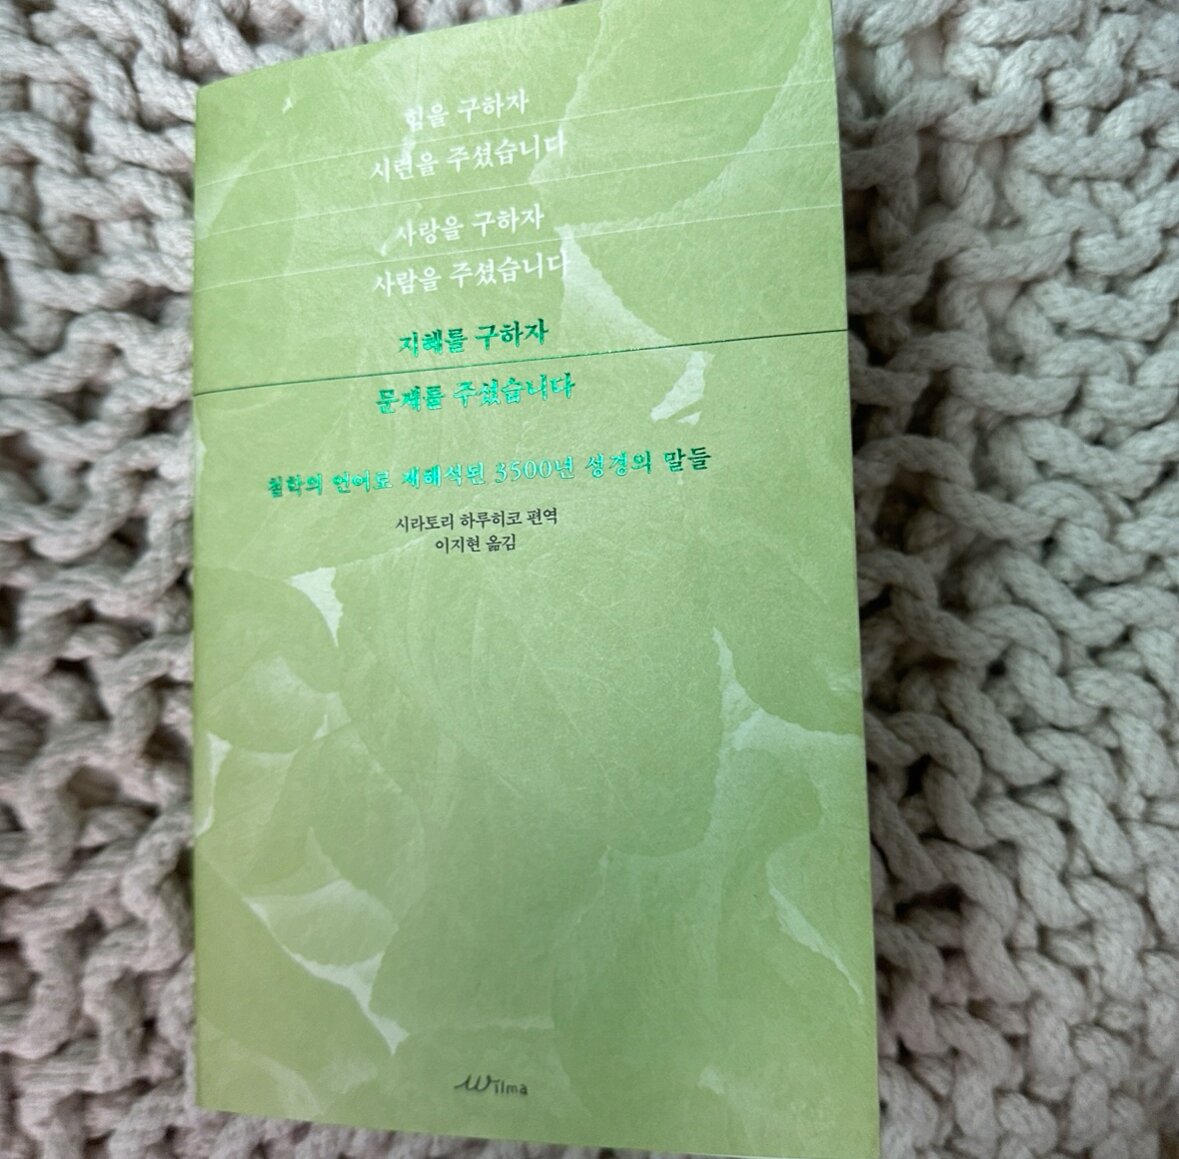 힘을 구하자
시련을 주셨습니다
사랑을 구하자
사람을 주셨습니다
지혜를 구하자
문제를 주셨습니다
철학의 언어로 재해석된 3500년 성경의 말들
시라토리 하루히코 편역
이지현 옮김
wilma